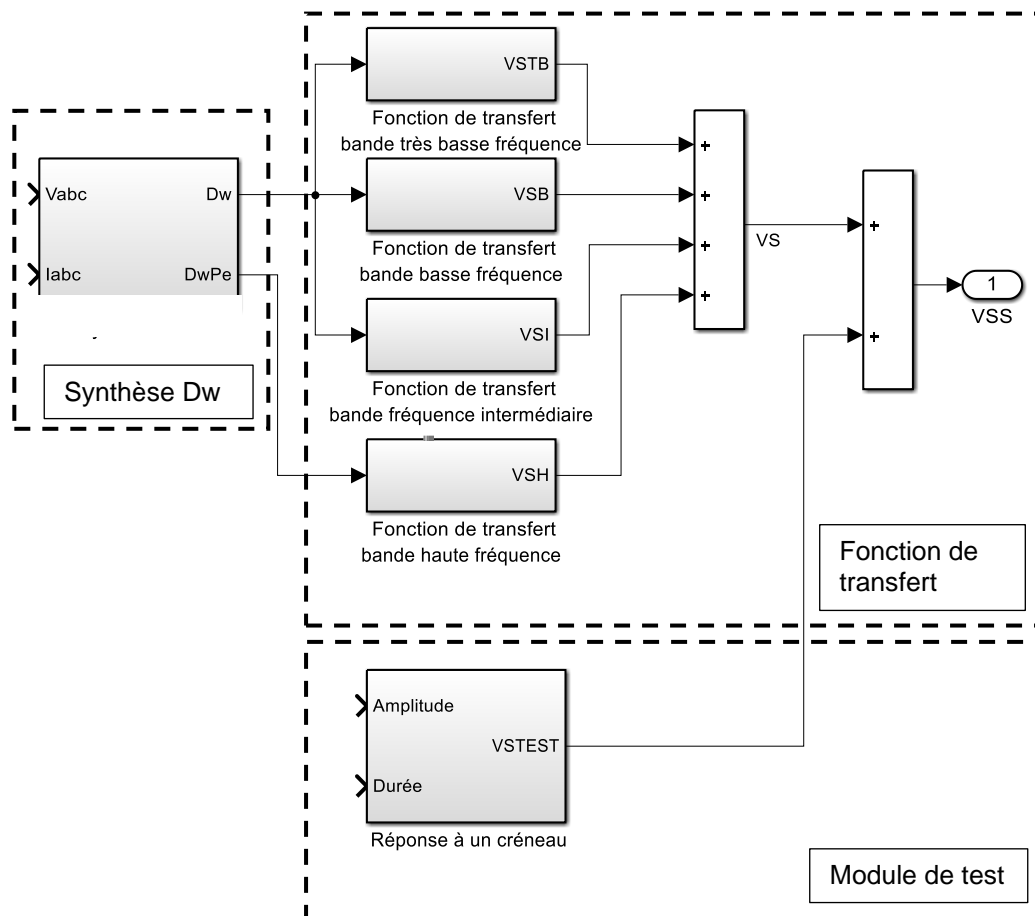 VSTB
Fonction de transfert
bande très basse fréquence
Vabc
Dw
Iabc
DwPe
Synthèse Dw
VSB
Fonction de transfert
bande basse fréquence
VSI
Fonction de transfert
bande fréquence intermédiaire
VSH
Fonction de transfert
bande haute fréquence
+
+
+
+
VS
+
+
1
VSS
Fonction de
transfert
Amplitude
VSTEST
Durée
Réponse à un créneau
Module de test